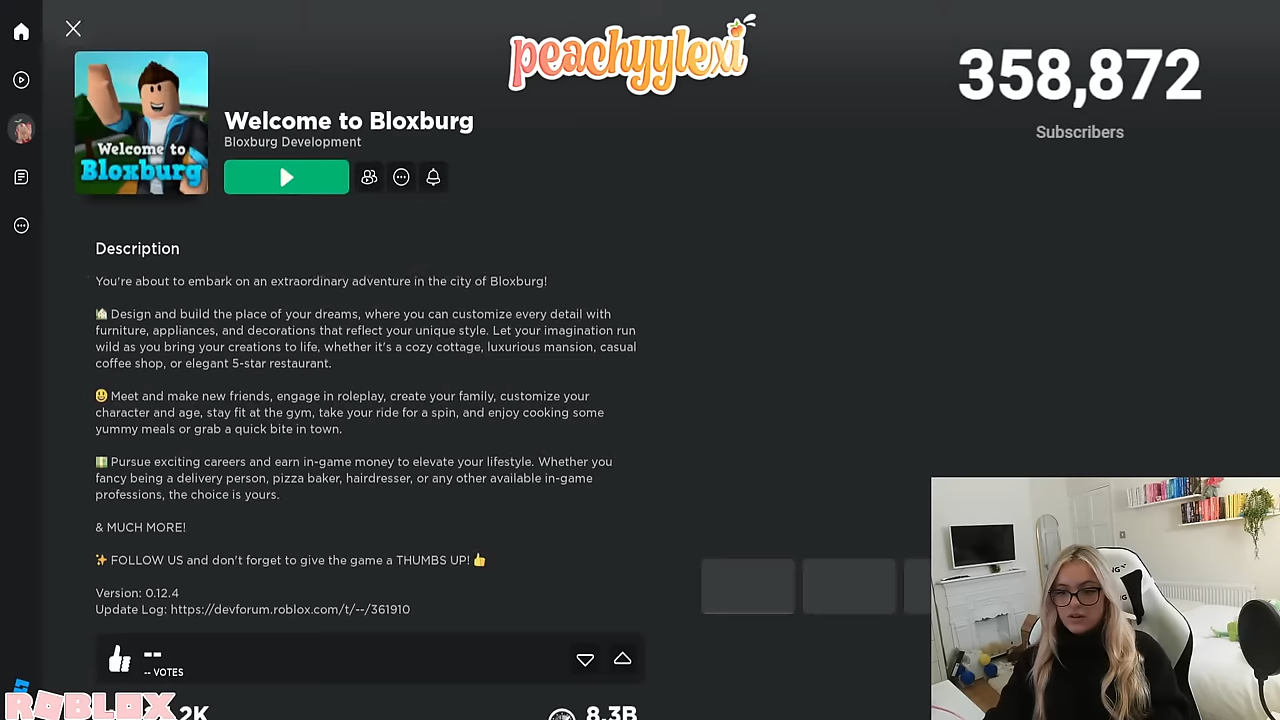 peachyylexi
358,872
Subscribers
Welcome to
Bloxburg
Welcome to Bloxburg
Bloxburg Development
Description
You're about to embark on an extraordinary adventure in the city of Bloxburg!
Design and build the place of your dreams, where you can customize every detail with
furniture, appliances, and decorations that reflect your unique style. Let your imagination run
wild as you bring your creations to life, whether it's a cozy cottage, luxurious mansion, casual
coffee shop, or elegant 5-star restaurant.
Meet and make new friends, engage in roleplay, create your family, customize your
character and age, stay fit at the gym, take your ride for a spin, and enjoy cooking some
yummy meals or grab a quick bite in town.
Pursue exciting careers and earn in-game money to elevate your lifestyle. Whether you
fancy being a delivery person, pizza baker, hairdresser, or any other available in-game
professions, the choice is yours.
& MUCH MORE!
✨ FOLLOW US and don't forget to give the game a THUMBS UP! 👍
Version: 0.12.4
Update Log: https://devforum.roblox.com/t/--/361910
--
-- VOTES
ROBLOX
2K
8.3B